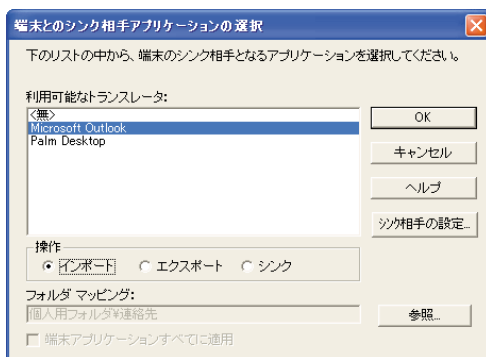 端末とのシンク相手アプリケーションの選択
下のリストの中から、端末のシンク相手となるアプリケーションを選択してください。
利用可能なトランスレータ:
<無>
Microsoft Outlook
Palm Desktop
OK
キャンセル
ヘルプ
シンク相手の設定...
操作
インポート エクスポート シンク
フォルダ マッピング:
個人用フォルダ¥連絡先
参照...
端末アプリケーションすべてに適用